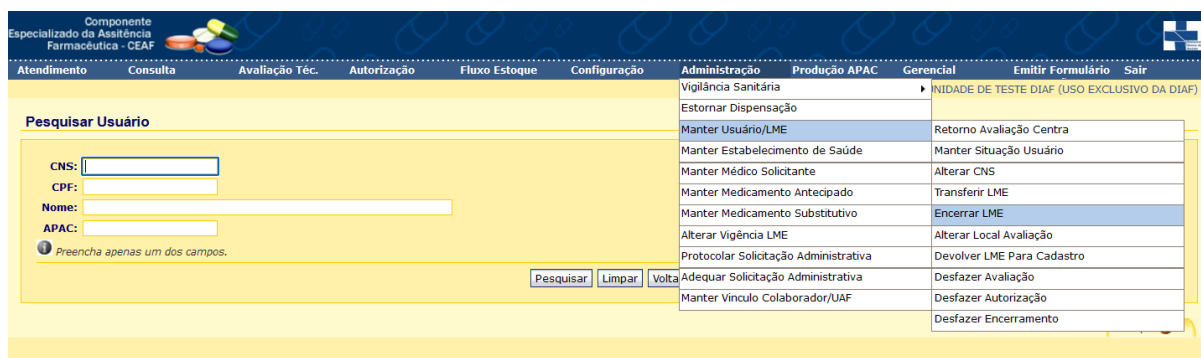 Componente
Especializado da Assitência
Farmacêutica - CEAF
Atendimento Consulta Avaliação Téc. Autorização Fluxo Estoque Configuração Administração Produção APAC Gerencial Emitir Formulário Sair
NIDADE DE TESTE DIAF (USO EXCLUSIVO DA DIAF)
Pesquisar Usuário
CNS:
CPF:
Nome:
APAC:
Preencha apenas um dos campos.
Pesquisar Limpar Volta
Vigilância Sanitária
Estornar Dispensação
Manter Usuário/LME
Manter Estabelecimento de Saúde
Manter Médico Solicitante
Manter Medicamento Antecipado
Manter Medicamento Substitutivo
Alterar Vigência LME
Protocolar Solicitação Administrativa
Adequar Solicitação Administrativa
Manter Vinculo Colaborador/UAF
Retorno Avaliação Centra
Manter Situação Usuário
Alterar CNS
Transferir LME
Encerrar LME
Alterar Local Avaliação
Devolver LME Para Cadastro
Desfazer Avaliação
Desfazer Autorização
Desfazer Encerramento